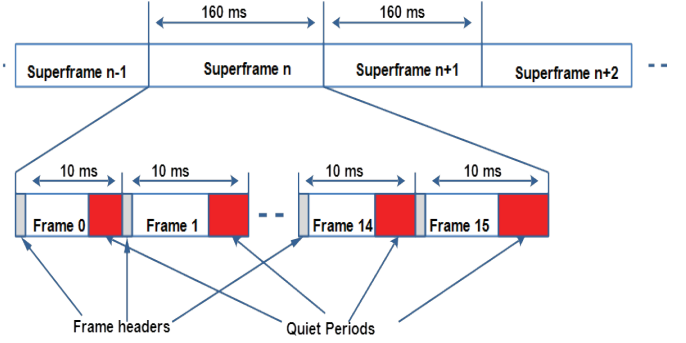 160 ms 160 ms
Superframe n-1 Superframe n Superframe n+1 Superframe n+2
10 ms 10 ms 10 ms 10 ms
Frame 0 Frame 1 Frame 14 Frame 15
Frame headers Quiet Periods